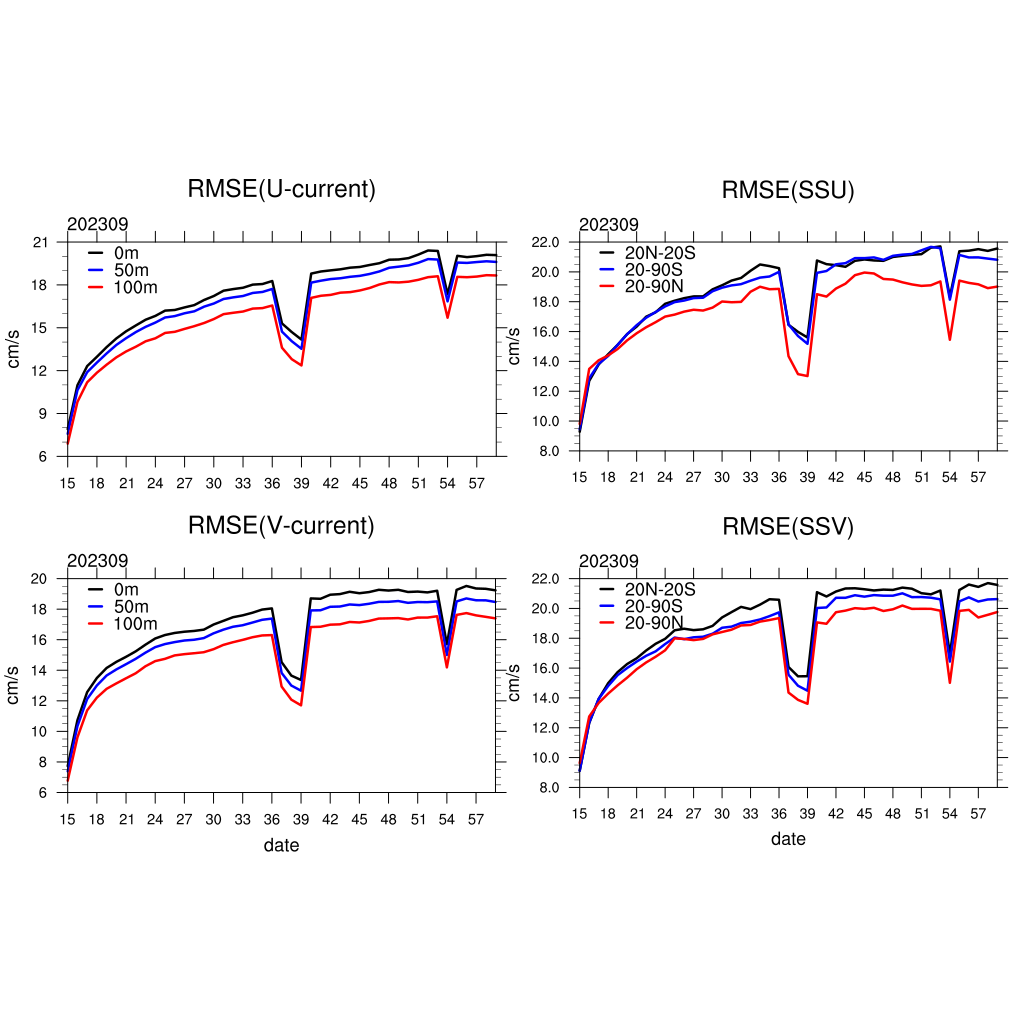 RMSE(U-current)
202309
0m
50m
100m
cm/s
21
18
15
12
9
6
15 18 21 24 27 30 33 36 39 42 45 48 51 54 57
RMSE(SSU)
202309
20N-20S
20-90S
20-90N
cm/s
22.0
20.0
18.0
16.0
14.0
12.0
10.0
8.0
15 18 21 24 27 30 33 36 39 42 45 48 51 54 57
RMSE(V-current)
202309
0m
50m
100m
cm/s
20
18
16
14
12
10
8
6
15 18 21 24 27 30 33 36 39 42 45 48 51 54 57
date
RMSE(SSV)
202309
20N-20S
20-90S
20-90N
cm/s
22.0
20.0
18.0
16.0
14.0
12.0
10.0
8.0
15 18 21 24 27 30 33 36 39 42 45 48 51 54 57
date